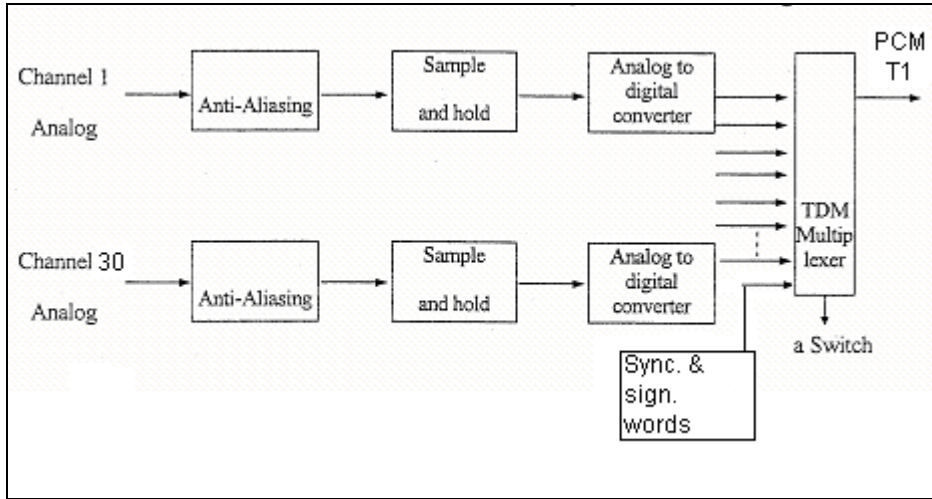 Channel 1
Analog
Anti-Aliasing
Sample
and hold
Analog to
digital
converter
PCM
T1
TDM
Multip
lexer
Channel 30
Analog
Anti-Aliasing
Sample
and hold
Analog to
digital
converter
a Switch
Sync. &
sign.
words